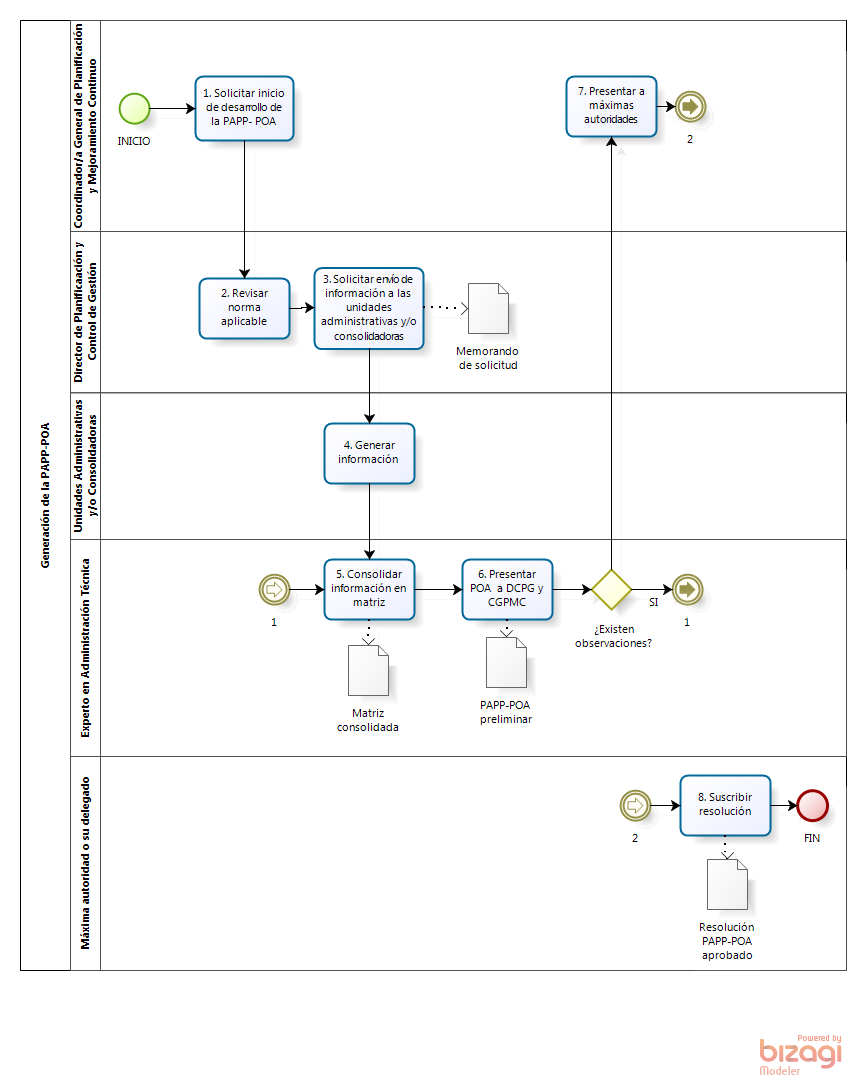 Generación de la PAPP-POA
Coordinador/a General de Planificación
y Mejoramiento Continuo
INICIO
1. Solicitar inicio
de desarrollo de
la PAPP- POA
7. Presentar a
máximas
autoridades
2
Director de Planificaación y
Control de Gestión
2. Revisar
norma
aplicable
3. Solicitar envío de
información a las
unidades
administrativas y/o
consolidadoras
Memorando
de solicitud
Unidades Administrativas
y/o Consolidadoras
4. Generar
información
Experto en Administración Técnica
1
5. Consolidar
información en
matriz
Matriz
consolidada
6. Presentar
POA a DCPG y
CGPMC
PAPP-POA
preliminar
¿Existen
observaciones?
SI
1
Máxima autoridad o su delegado
2
8. Suscribir
resolución
Resolución
PAPP-POA
aprobado
FIN
Powered by
bizagi
Modeler